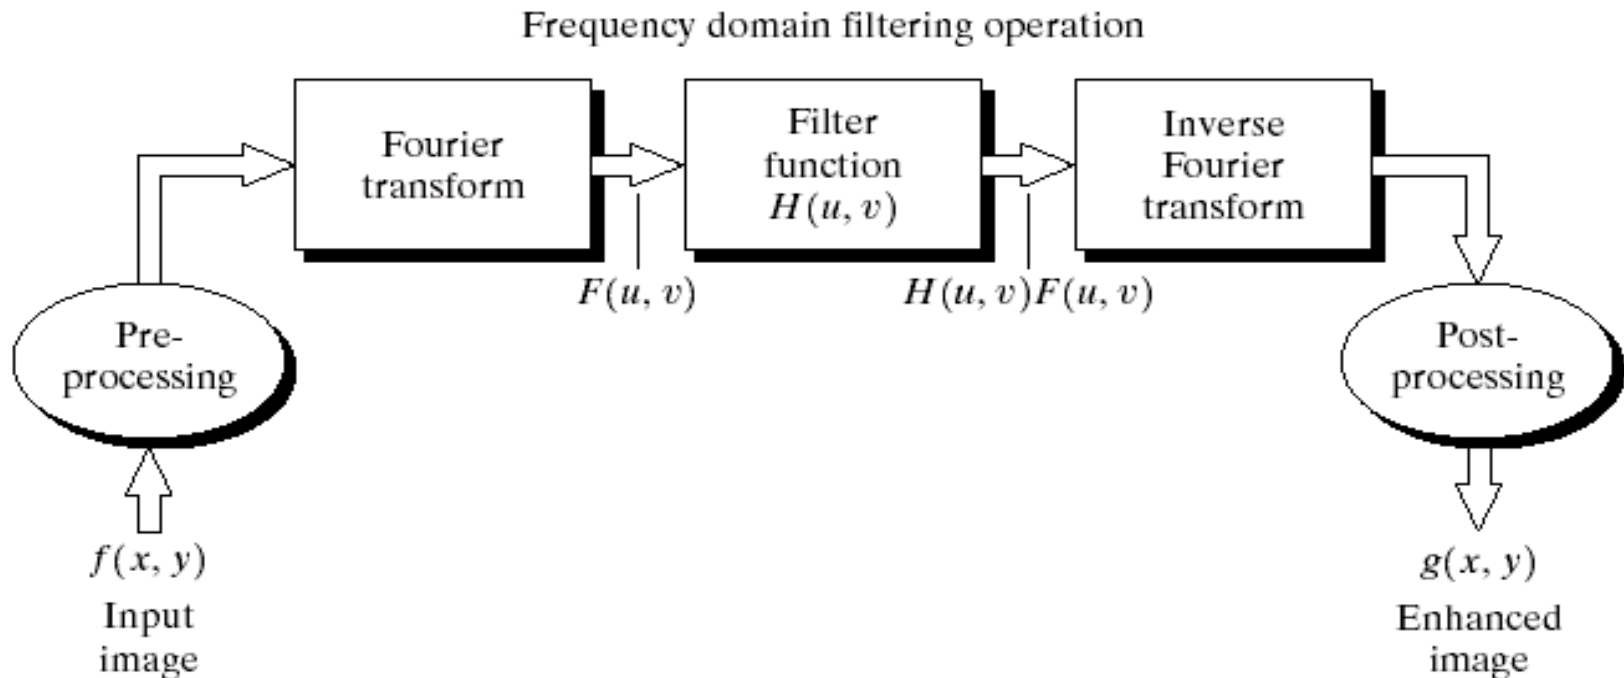 Frequency domain filtering operation
Fourier
transform
Filter
function
H(u, v)
Inverse
Fourier
transform
F(u, v)
H(u, v)F(u, v)
Pre-
processing
Post-
processing
f(x, y)
Input
image
g(x, y)
Enhanced
image